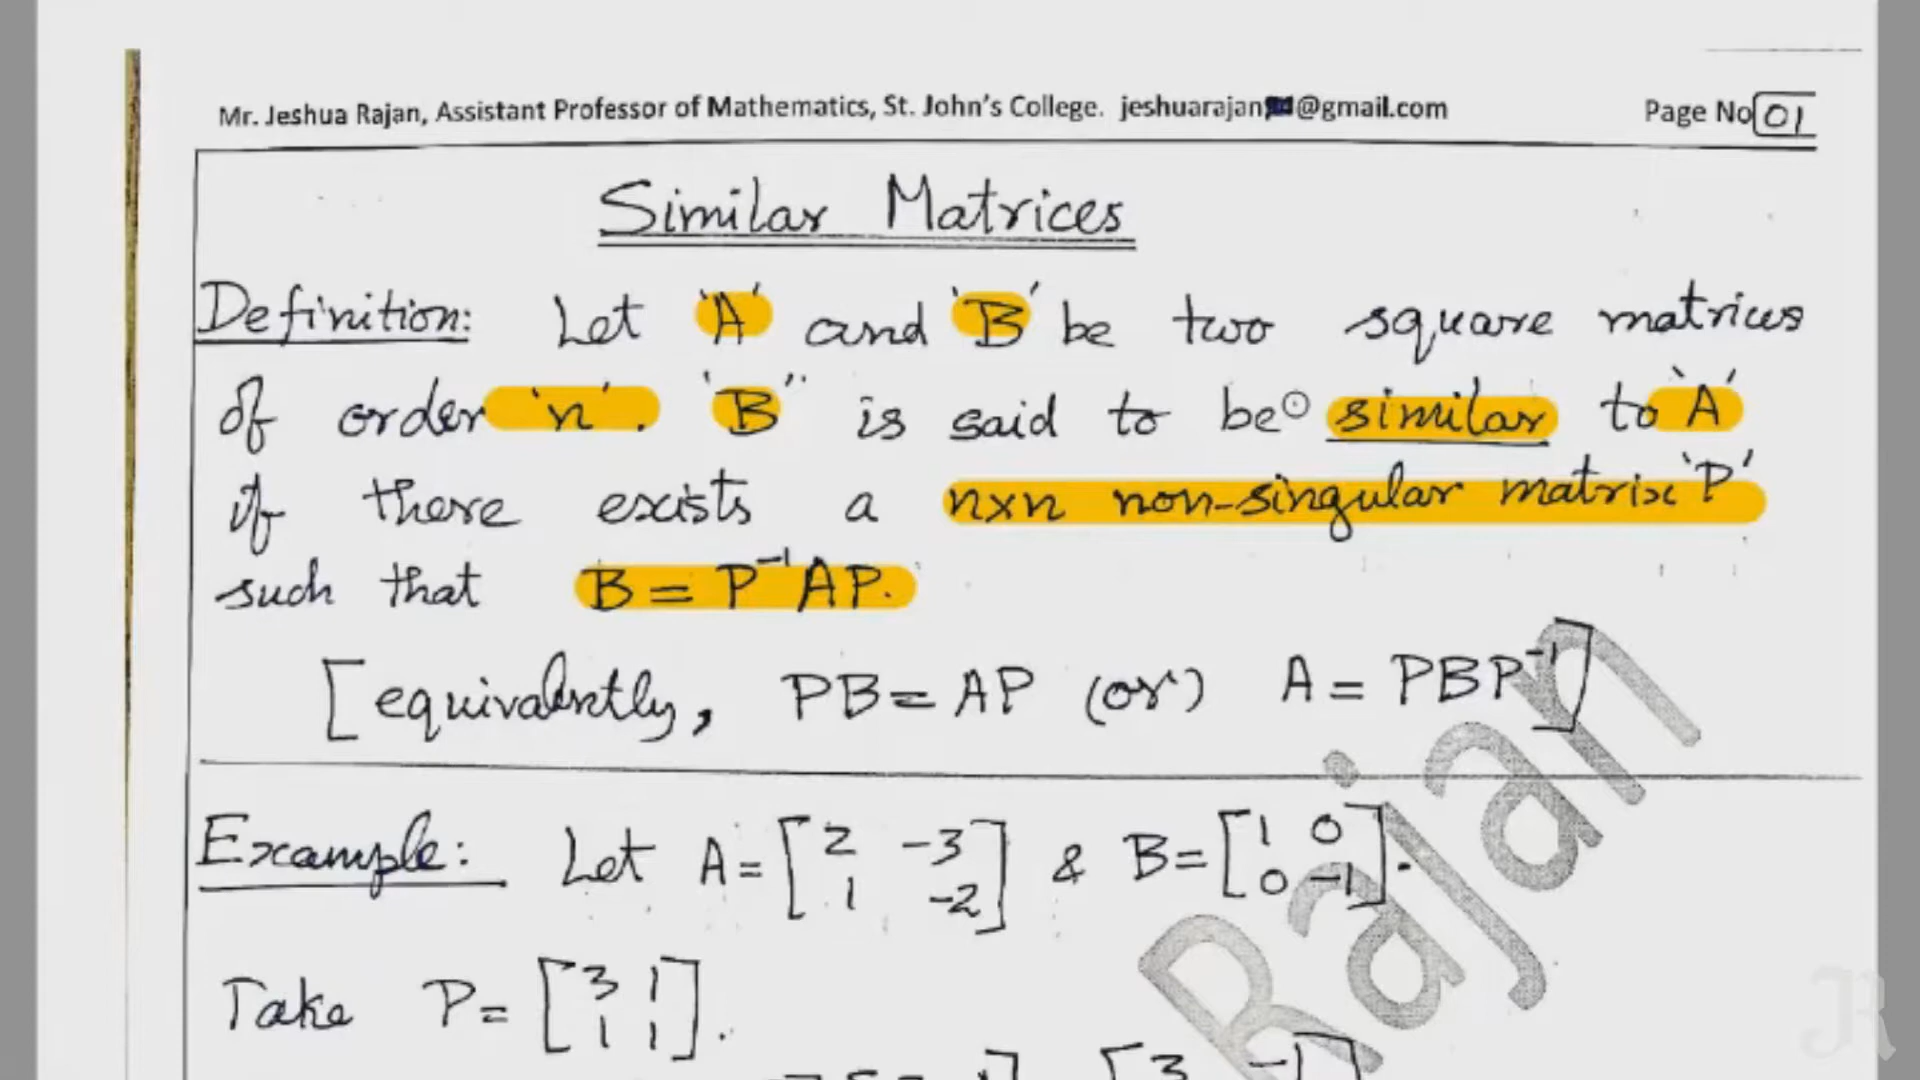 Mr. Jeshua Rajan, Assistant Professor of Mathematics, St. John's College. jeshuarajan@gmail.com Page No 01
Similar Matrices
Definition: Let 'A' and 'B' be two square matrices
of order 'n'. 'B'' is said to be similar to 'A'
if there exists a n×n non-singular matrix 'P'
such that B = P⁻¹AP.
[equivalently, PB = AP (or) A = PBP⁻¹]
Example: Let A = [2 -3
1 -2] & B = [1 0
0 -1].
Take P = [3 1
1 1].
[3 -1]
Rajan
JR